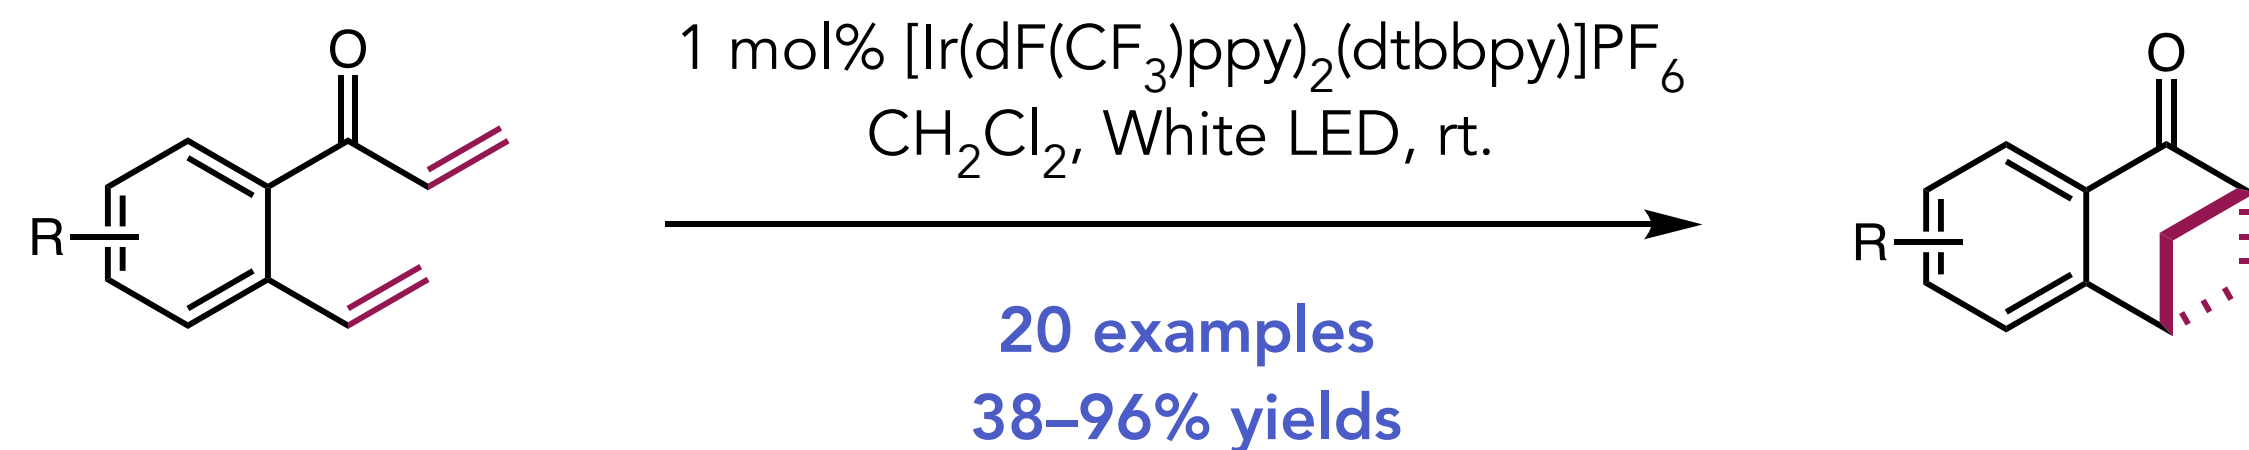 O
R
1 mol% [Ir(dF(CF₃)ppy)₂(dtbbpy)]PF₆
CH₂Cl₂, White LED, rt.
20 examples
38–96% yields
O
R